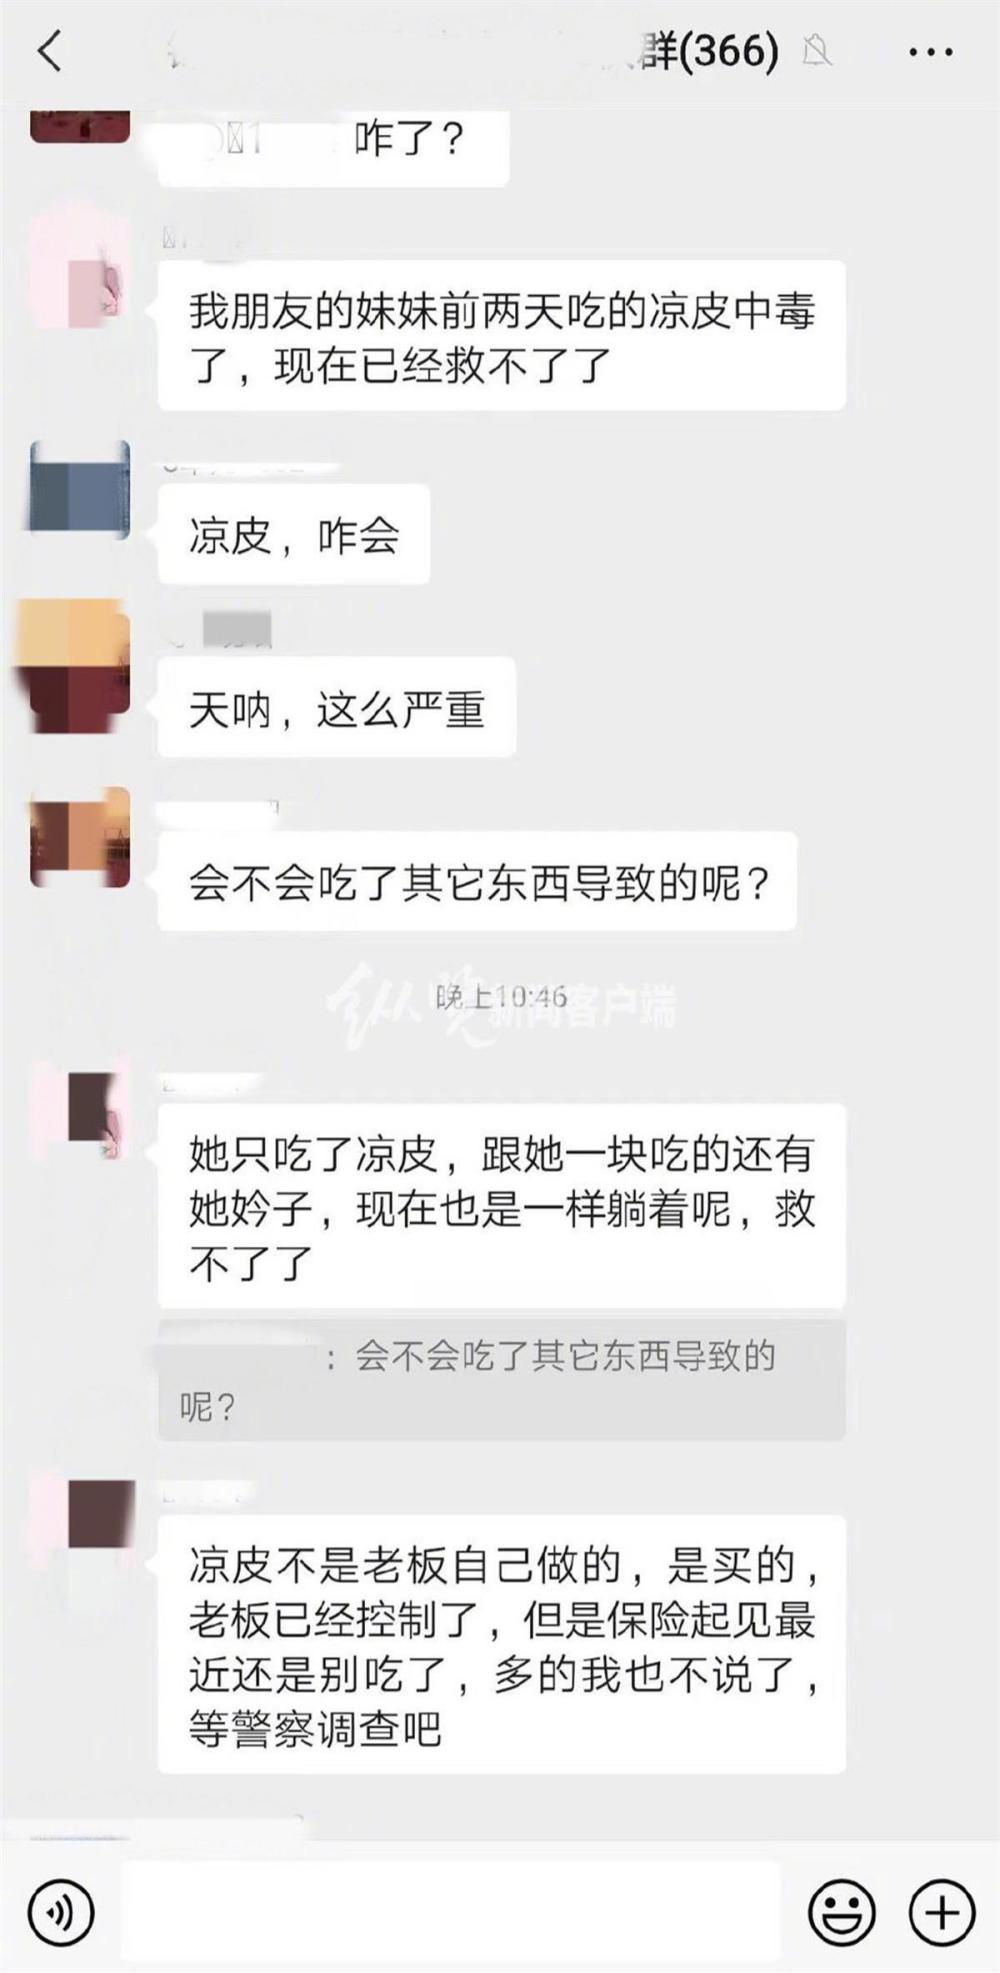 群(366)
咋了？
我朋友的妹妹前两天吃的凉皮中毒
了，现在已经救不了了
凉皮，咋会
天呐，这么严重
会不会吃了其它东西导致的呢？
晚上10:46
纵览新闻客户端
她只吃了凉皮，跟她一块吃的还有
她妗子，现在也是一样躺着呢，救
不了了
：会不会吃了其它东西导致的
呢？
凉皮不是老板自己做的，是买的，
老板已经控制了，但是保险起见最
近还是别吃了，多的我也不说了，
等警察调查吧